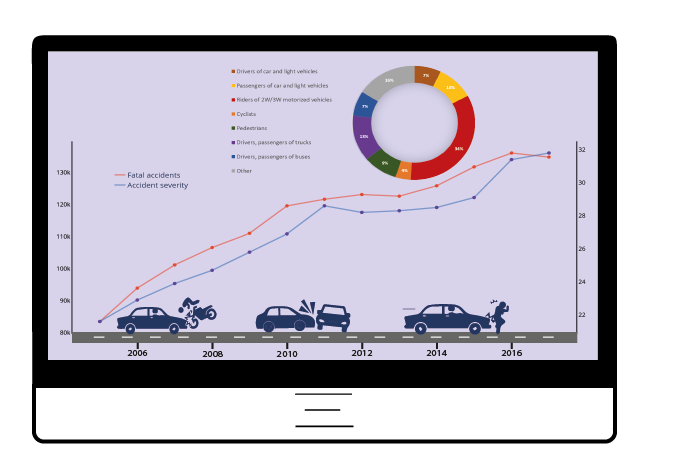 Drivers of car and light vehicles
Passengers of car and light vehicles
Riders of 2W/3W motorized vehicles
Cyclists
Pedestrians
Drivers, passengers of trucks
Drivers, passengers of buses
Other
7%
10%
36%
4%
9%
13%
7%
16%
Fatal accidents
Accident severity
130k
120k
110k
100k
90k
80k
32
30
28
26
24
22
2006 2008 2010 2012 2014 2016